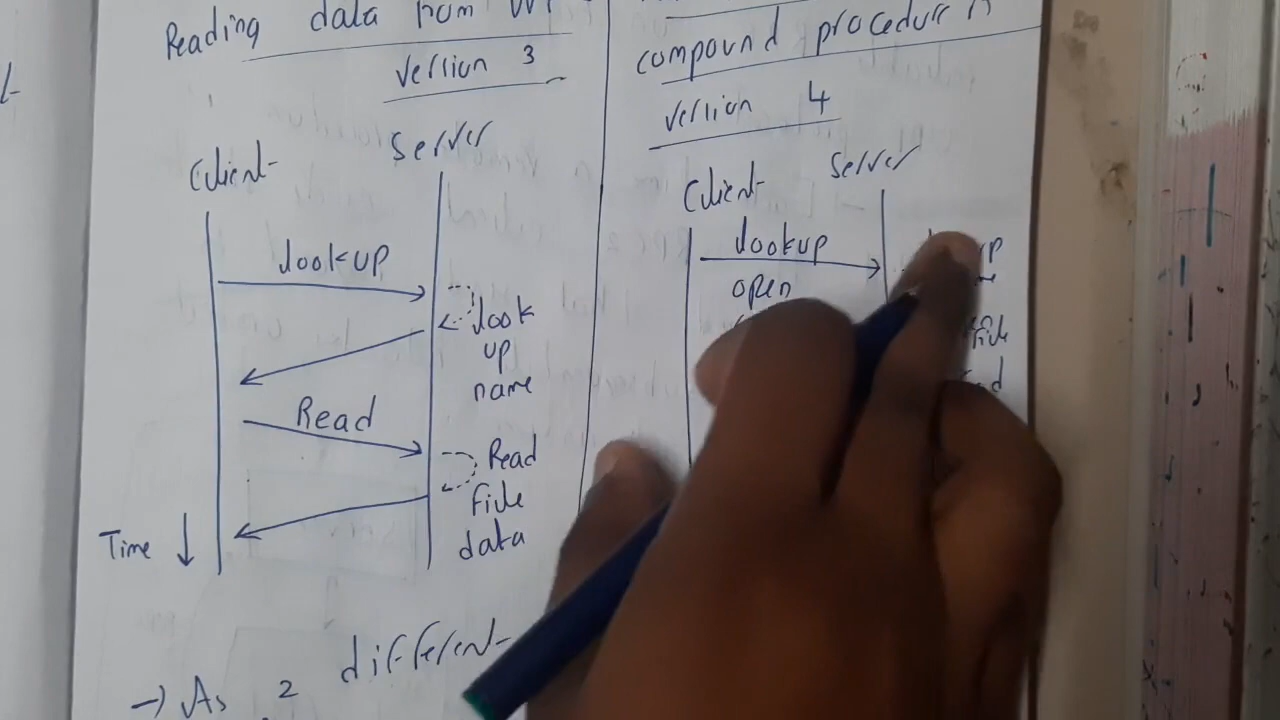 Reading data from
Version 3
Client
Server
lookup
look
up
name
Read
Read
file
data
Time
→ As 2 different
compound procedure
version 4
Client
Server
lookup
open
file